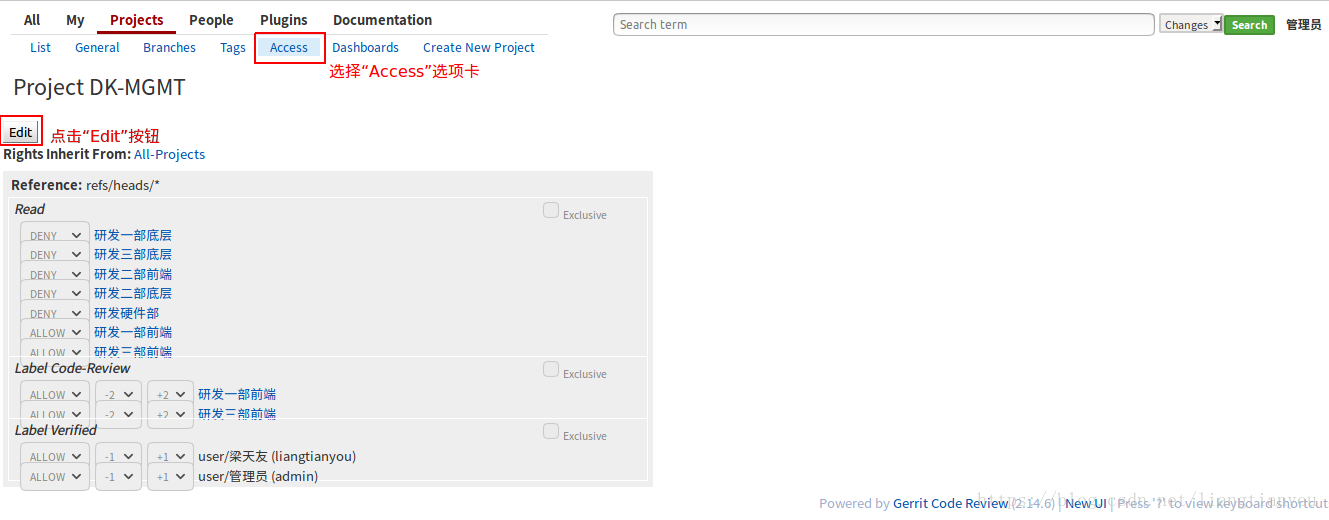 All My Projects People Plugins Documentation
Search term Changes Search 管理员
List General Branches Tags Access Dashboards Create New Project
选择“Access”选项卡
Project DK-MGMT
Edit 点击“Edit”按钮
Rights Inherit From: All-Projects
Reference: refs/heads/*
Read Exclusive
DENY 研发一部底层
DENY 研发三部底层
DENY 研发二部前端
DENY 研发二部底层
DENY 研发硬件部
ALLOW 研发一部前端
ALLOW 研发三部前端
Label Code-Review Exclusive
ALLOW -2 +2 研发一部前端
ALLOW -2 +2 研发三部前端
Label Verified Exclusive
ALLOW -1 +1 user/梁天友 (liangtianyou)
ALLOW -1 +1 user/管理员 (admin)
https://blog.csdn.net/liangtianyou
Powered by Gerrit Code Review (2.14.6) | New UI | Press '?' to view keyboard shortcut